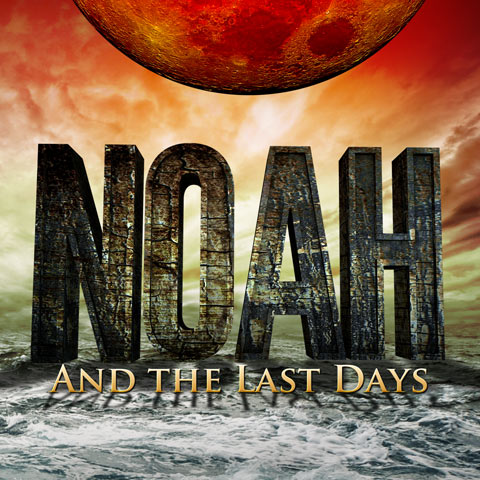 NOAH
AND THE LAST DAYS